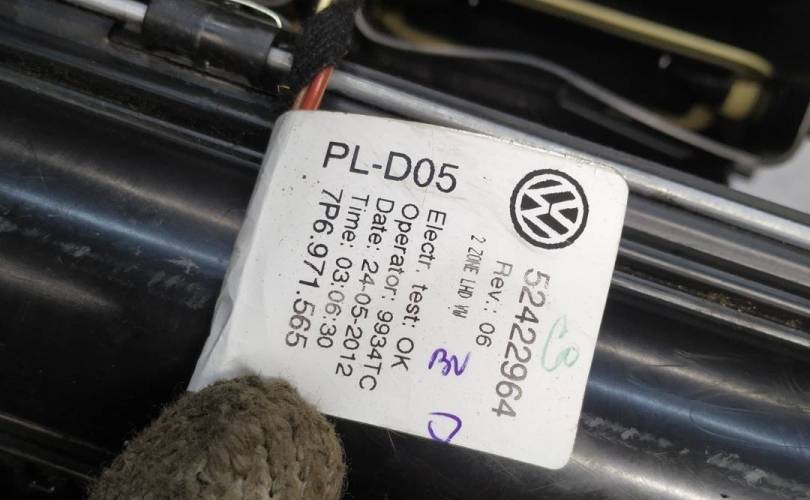 PL-D05
52422964
Rev.: 06
2 ZONE LHD VW
Electr. test: OK
Operator: 9934TC
Date: 24-05-2012
Time: 03:06:30
7P6.971.565